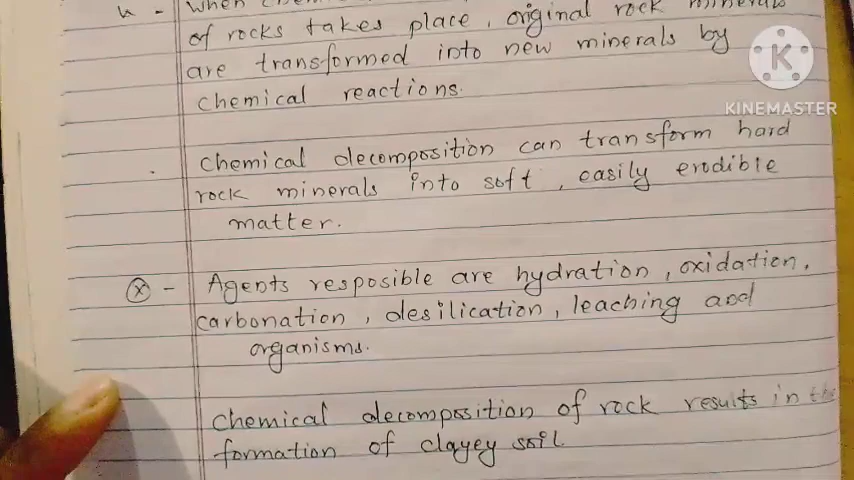 u - When
of rocks takes place, original rock minerals
are transformed into new minerals by
chemical reactions.
K
KINEMASTER
chemical decomposition can transform hard
rock minerals into soft, easily erodible
matter.
(x) - Agents resposible are hydration, oxidation,
carbonation, desilication, leaching and
organisms.
chemical decomposition of rock results in the
formation of clayey soil